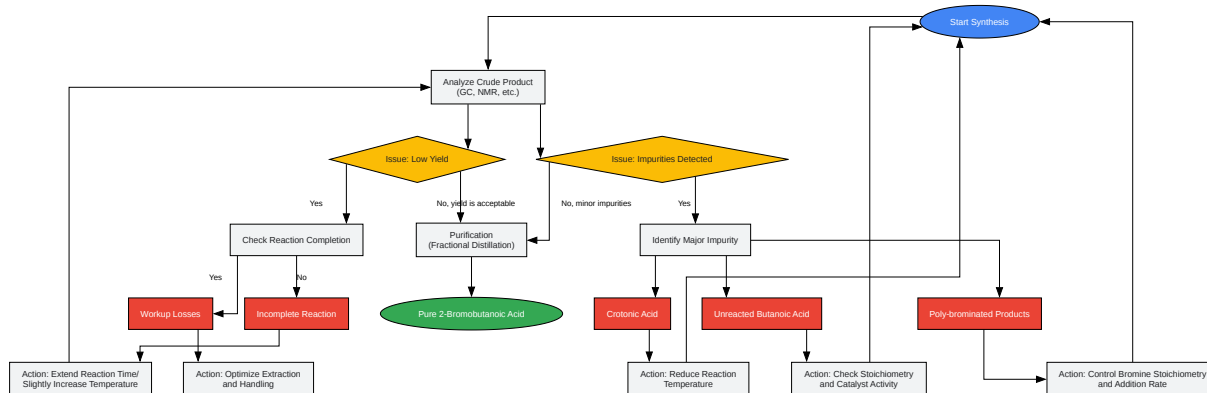 Start Synthesis
Analyze Crude Product
(GC, NMR, etc.)
Issue: Low Yield
Issue: Impurities Detected
Yes
No, yield is acceptable
No, minor impurities
Yes
Check Reaction Completion
Purification
(Fractional Distillation)
Identify Major Impurity
Yes
No
Workup Losses
Incomplete Reaction
Pure 2-Bromobutanoic Acid
Crotonic Acid
Unreacted Butanoic Acid
Poly-brominated Products
Action: Extend Reaction Time/
Slightly Increase Temperature
Action: Optimize Extraction
and Handling
Action: Reduce Reaction
Temperature
Action: Check Stoichiometry
and Catalyst Activity
Action: Control Bromine Stoichiometry
and Addition Rate